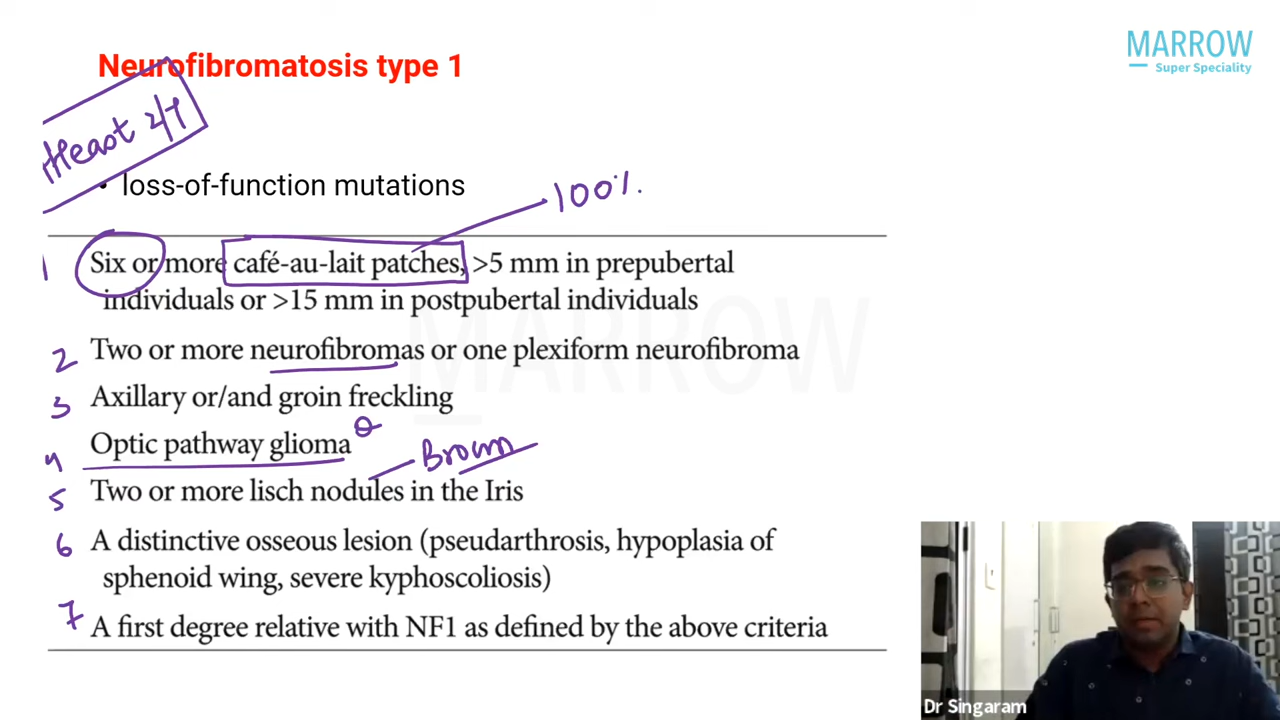 MARROW
Super Speciality
Neurofibromatosis type 1
Atleast 2/7
• loss-of-function mutations
100%
1 Six or more café-au-lait patches, >5 mm in prepubertal
individuals or >15 mm in postpubertal individuals
2 Two or more neurofibromas or one plexiform neurofibroma
3 Axillary or/and groin freckling
4 Optic pathway glioma
Brown
5 Two or more lisch nodules in the Iris
6 A distinctive osseous lesion (pseudarthrosis, hypoplasia of
sphenoid wing, severe kyphoscoliosis)
7 A first degree relative with NF1 as defined by the above criteria
MARROW
Dr Singaram